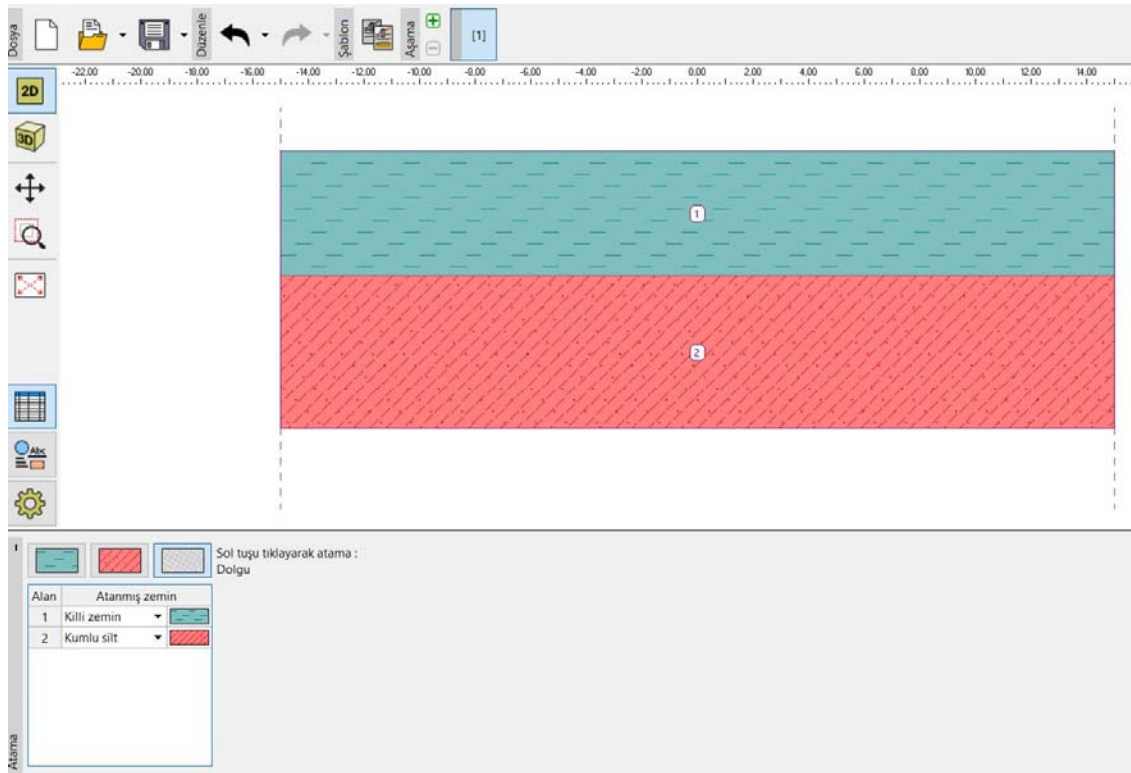 Dosya
Düzenle
Şablon
Aşama
[1]
-22.00 -20.00 -18.00 -16.00 -14.00 -12.00 -10.00 -8.00 -6.00 -4.00 -2.00 0.00 2.00 4.00 6.00 8.00 10.00 12.00 14.00
2D
3D
1
2
Abc
Sol tuşu tıklayarak atama :
Dolgu
Alan Atanmış zemin
1 Killi zemin
2 Kumlu silt
Atama